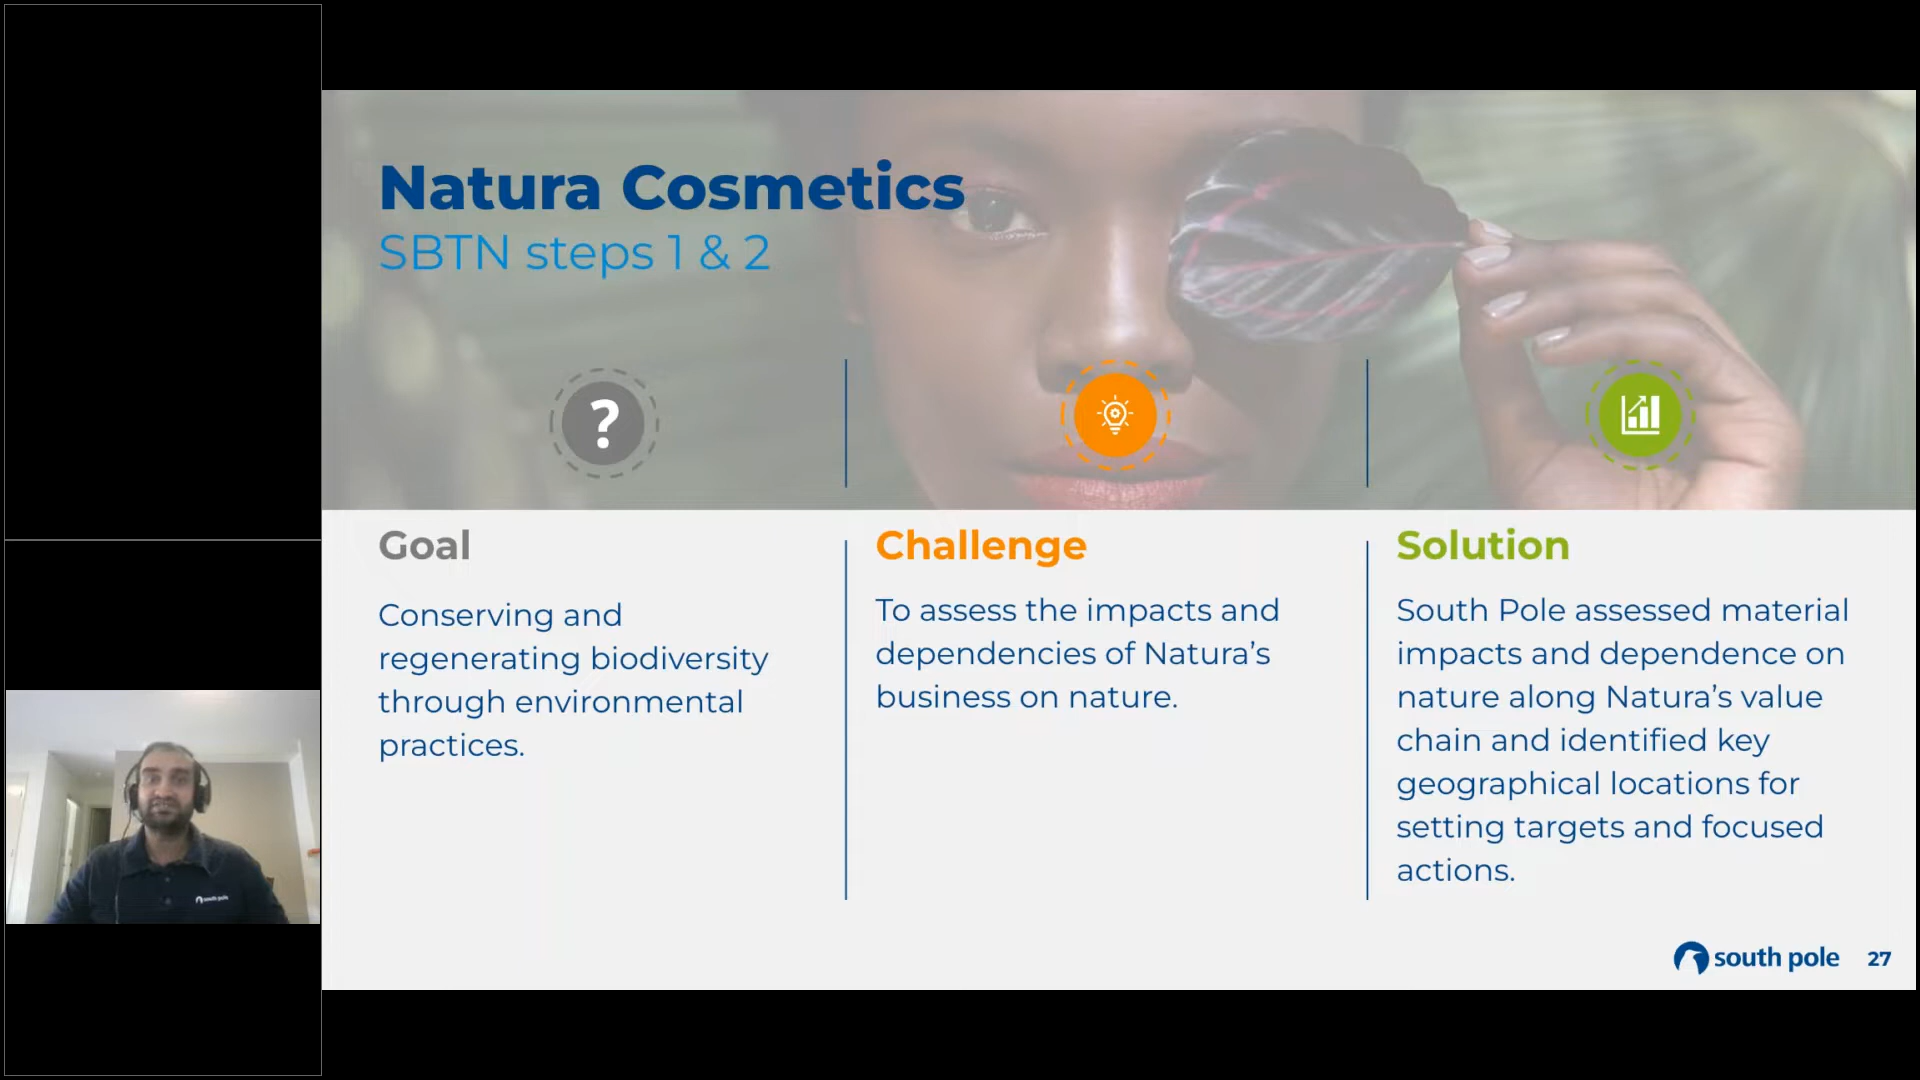 Natura Cosmetics
SBTN steps 1 & 2
?
Goal
Conserving and
regenerating biodiversity
through environmental
practices.
Challenge
To assess the impacts and
dependencies of Natura’s
business on nature.
Solution
South Pole assessed material
impacts and dependence on
nature along Natura’s value
chain and identified key
geographical locations for
setting targets and focused
actions.
south pole 27
south pole